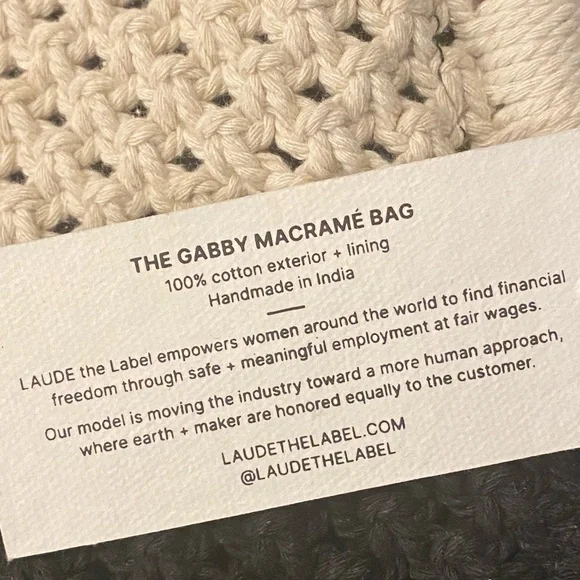 THE GABBY MACRAMÉ BAG
100% cotton exterior + lining
Handmade in India
LAUDE the Label empowers women around the world to find financial
freedom through safe + meaningful employment at fair wages.
Our model is moving the industry toward a more human approach,
where earth + maker are honored equally to the customer.
LAUDETHELABEL.COM
@LAUDETHELABEL